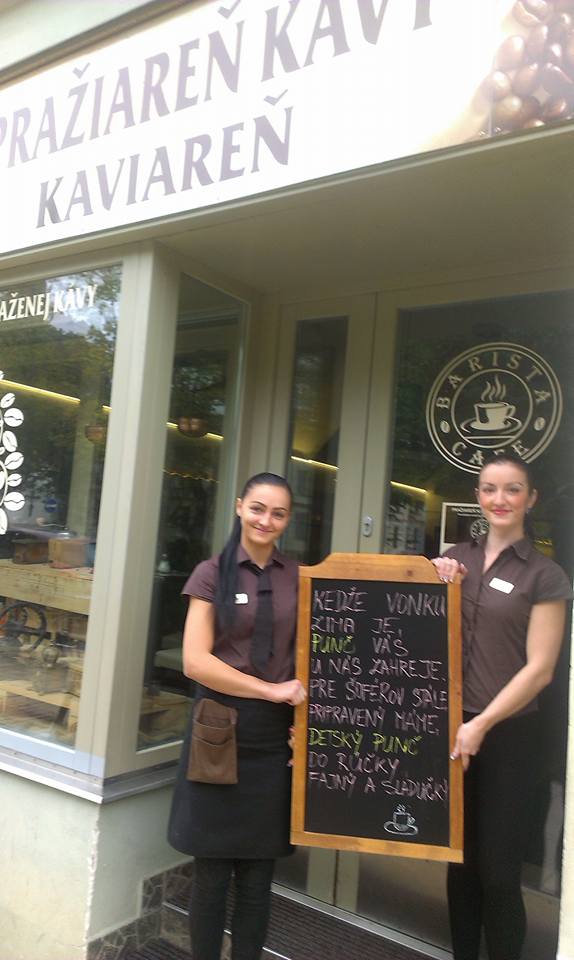 PRAŽIAREŇ KÁVY
KAVIAREŇ
AŽENEJ KÁVY
BARISTA
CAFE
KEDŽE VONKU
ZIMA JE,
PUNČ VÁS
U NÁS ZAHREJE.
PRE ŠOFÉROV STÁLE
PRIPRAVENÝ MÁME,
DETSKÝ PUNČ
DO RÚČKY
FAJNÝ A SLADUČKÝ